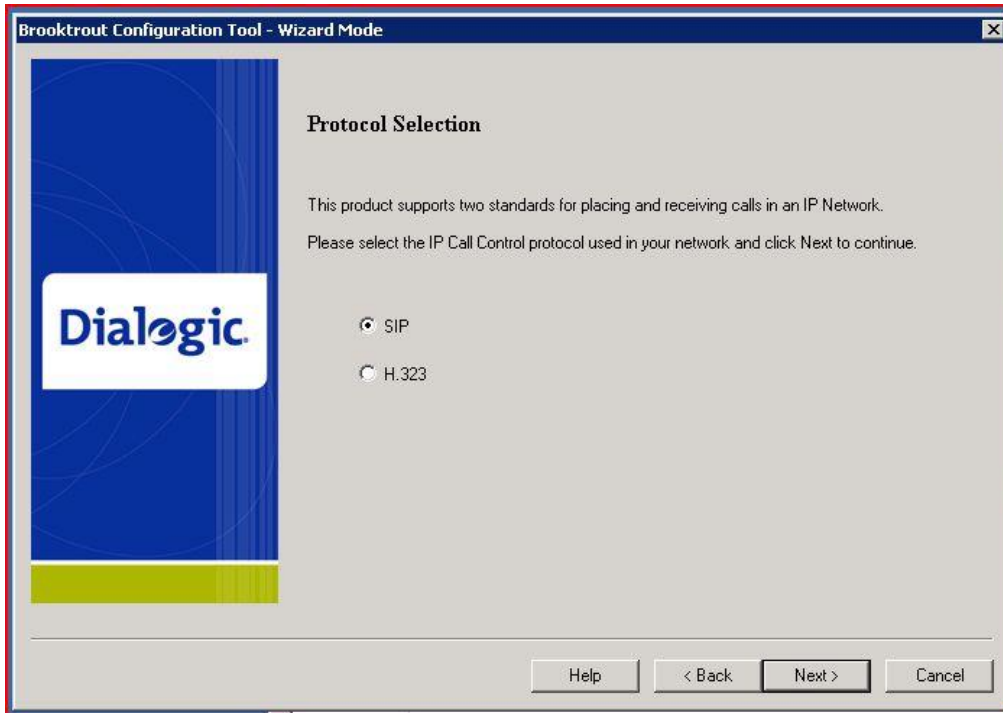 Brooktrout Configuration Tool - Wizard Mode
Protocol Selection
This product supports two standards for placing and receiving calls in an IP Network.
Please select the IP Call Control protocol used in your network and click Next to continue.
Dialogic.
SIP
H.323
Help
< Back
Next >
Cancel